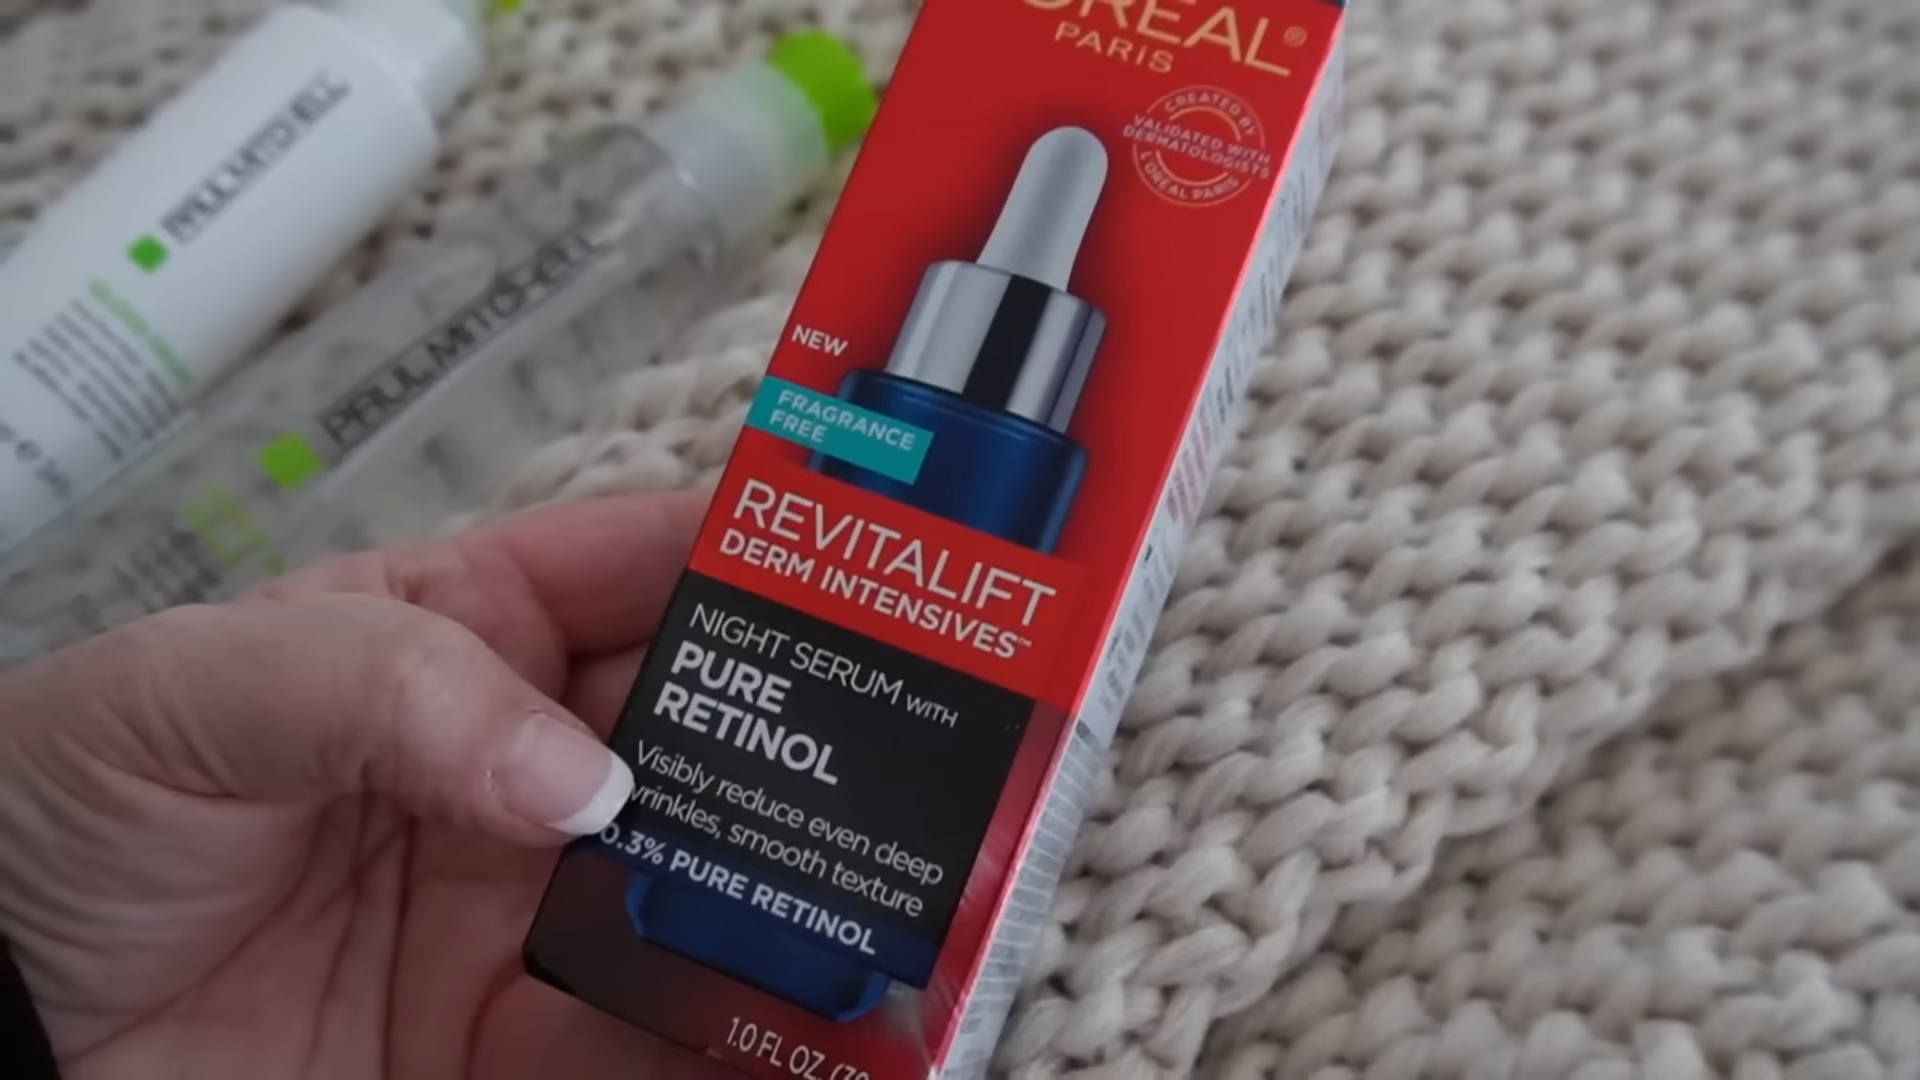 PAUL MITCHELL
PAUL MITCHELL
ORÉAL®
PARIS
CREATED BY
VALIDATED WITH
DERMATOLOGISTS
L'ORÉAL PARIS
NEW
FRAGRANCE
FREE
REVITALIFT
DERM INTENSIVES™
NIGHT SERUM WITH
PURE
RETINOL
Visibly reduce even deep
wrinkles, smooth texture
0.3% PURE RETINOL
1.0 FL OZ.